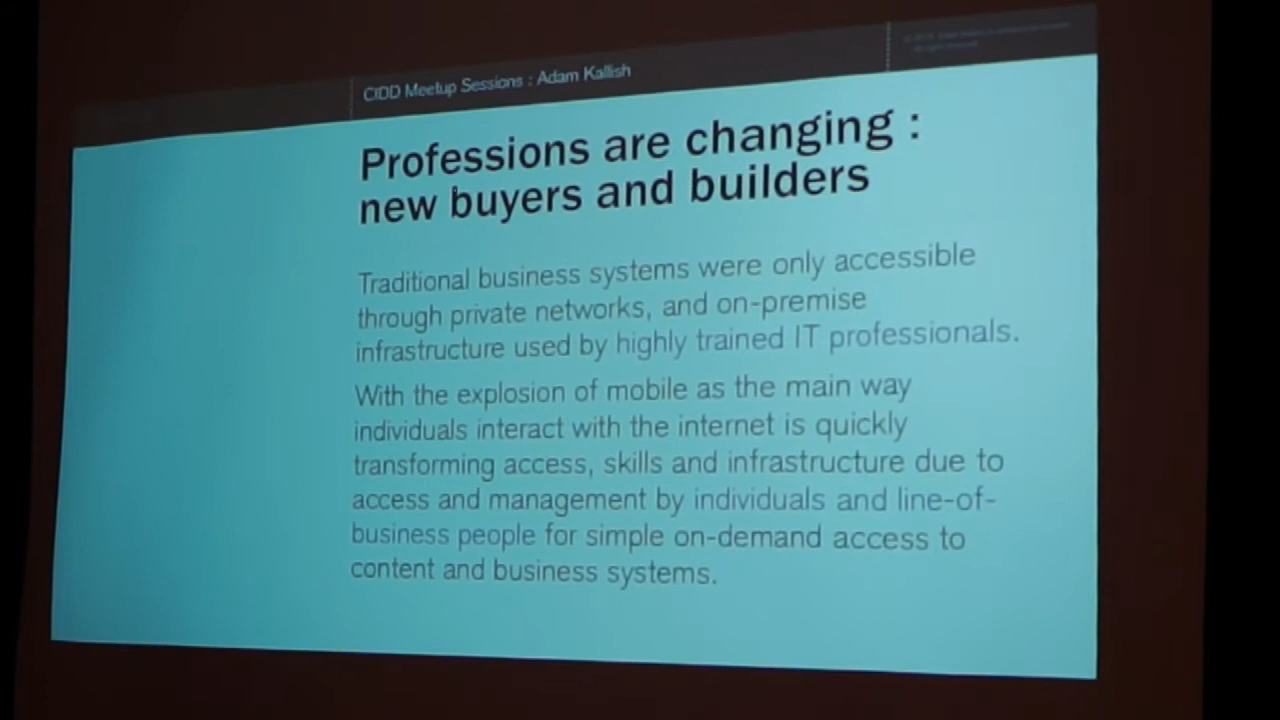 CIDD Meetup Sessions : Adam Kallish
Professions are changing :
new buyers and builders
Traditional business systems were only accessible
through private networks, and on-premise
infrastructure used by highly trained IT professionals.
With the explosion of mobile as the main way
individuals interact with the internet is quickly
transforming access, skills and infrastructure due to
access and management by individuals and line-of-
business people for simple on-demand access to
content and business systems.